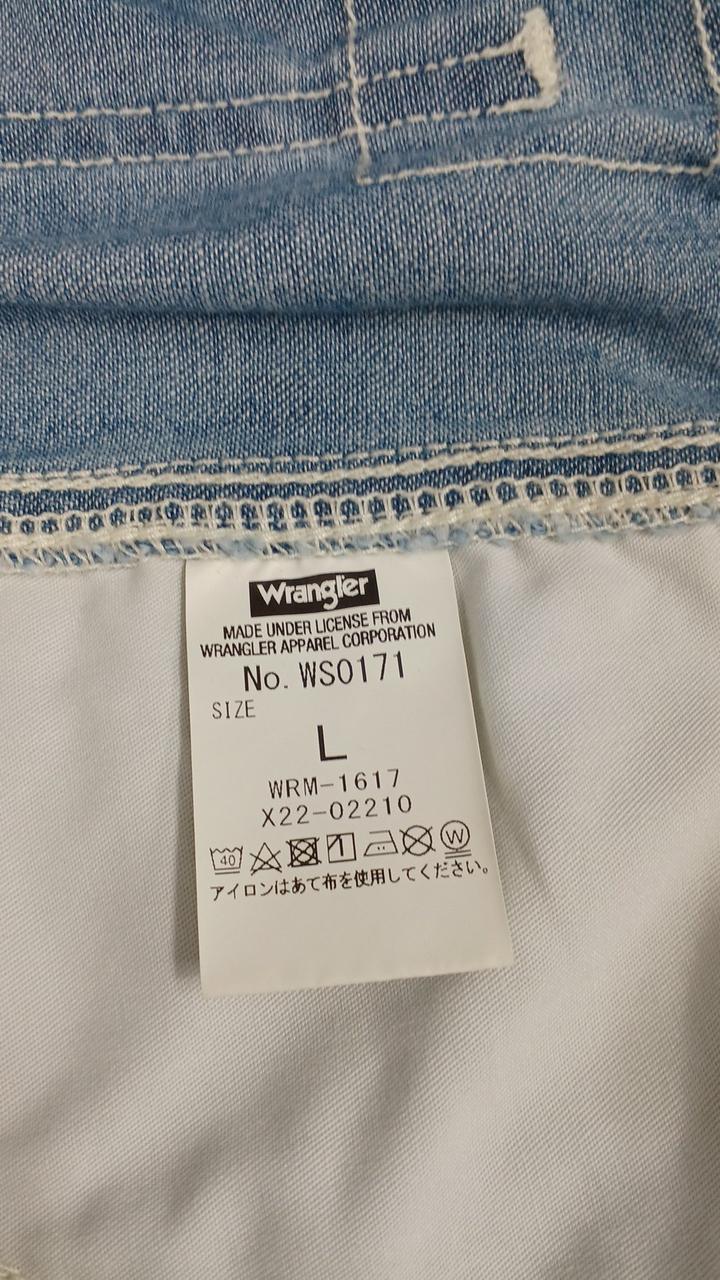 Wrangler
MADE UNDER LICENSE FROM
WRANGLER APPAREL CORPORATION
No. WS0171
SIZE
L
WRM-1617
X22-02210
40 W
アイロンはあて布を使用してください。